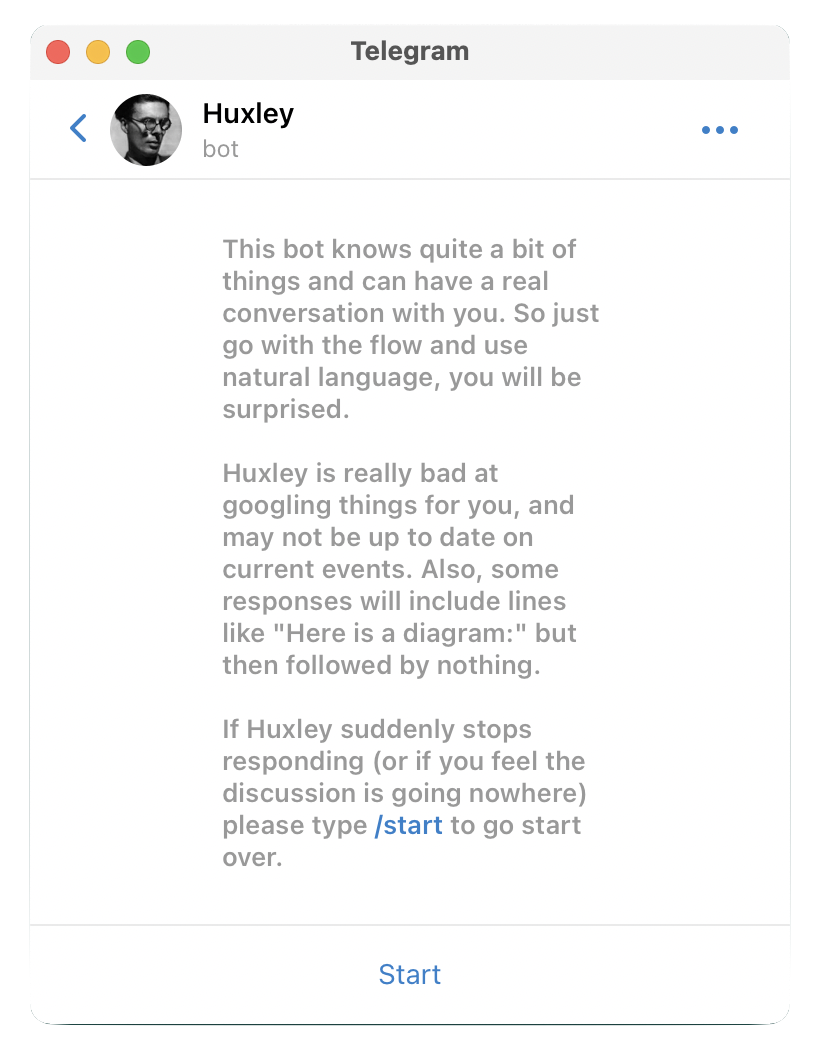 Telegram
Huxley
bot
This bot knows quite a bit of
things and can have a real
conversation with you. So just
go with the flow and use
natural language, you will be
surprised.
Huxley is really bad at
googling things for you, and
may not be up to date on
current events. Also, some
responses will include lines
like "Here is a diagram:" but
then followed by nothing.
If Huxley suddenly stops
responding (or if you feel the
discussion is going nowhere)
please type /start to go start
over.
Start